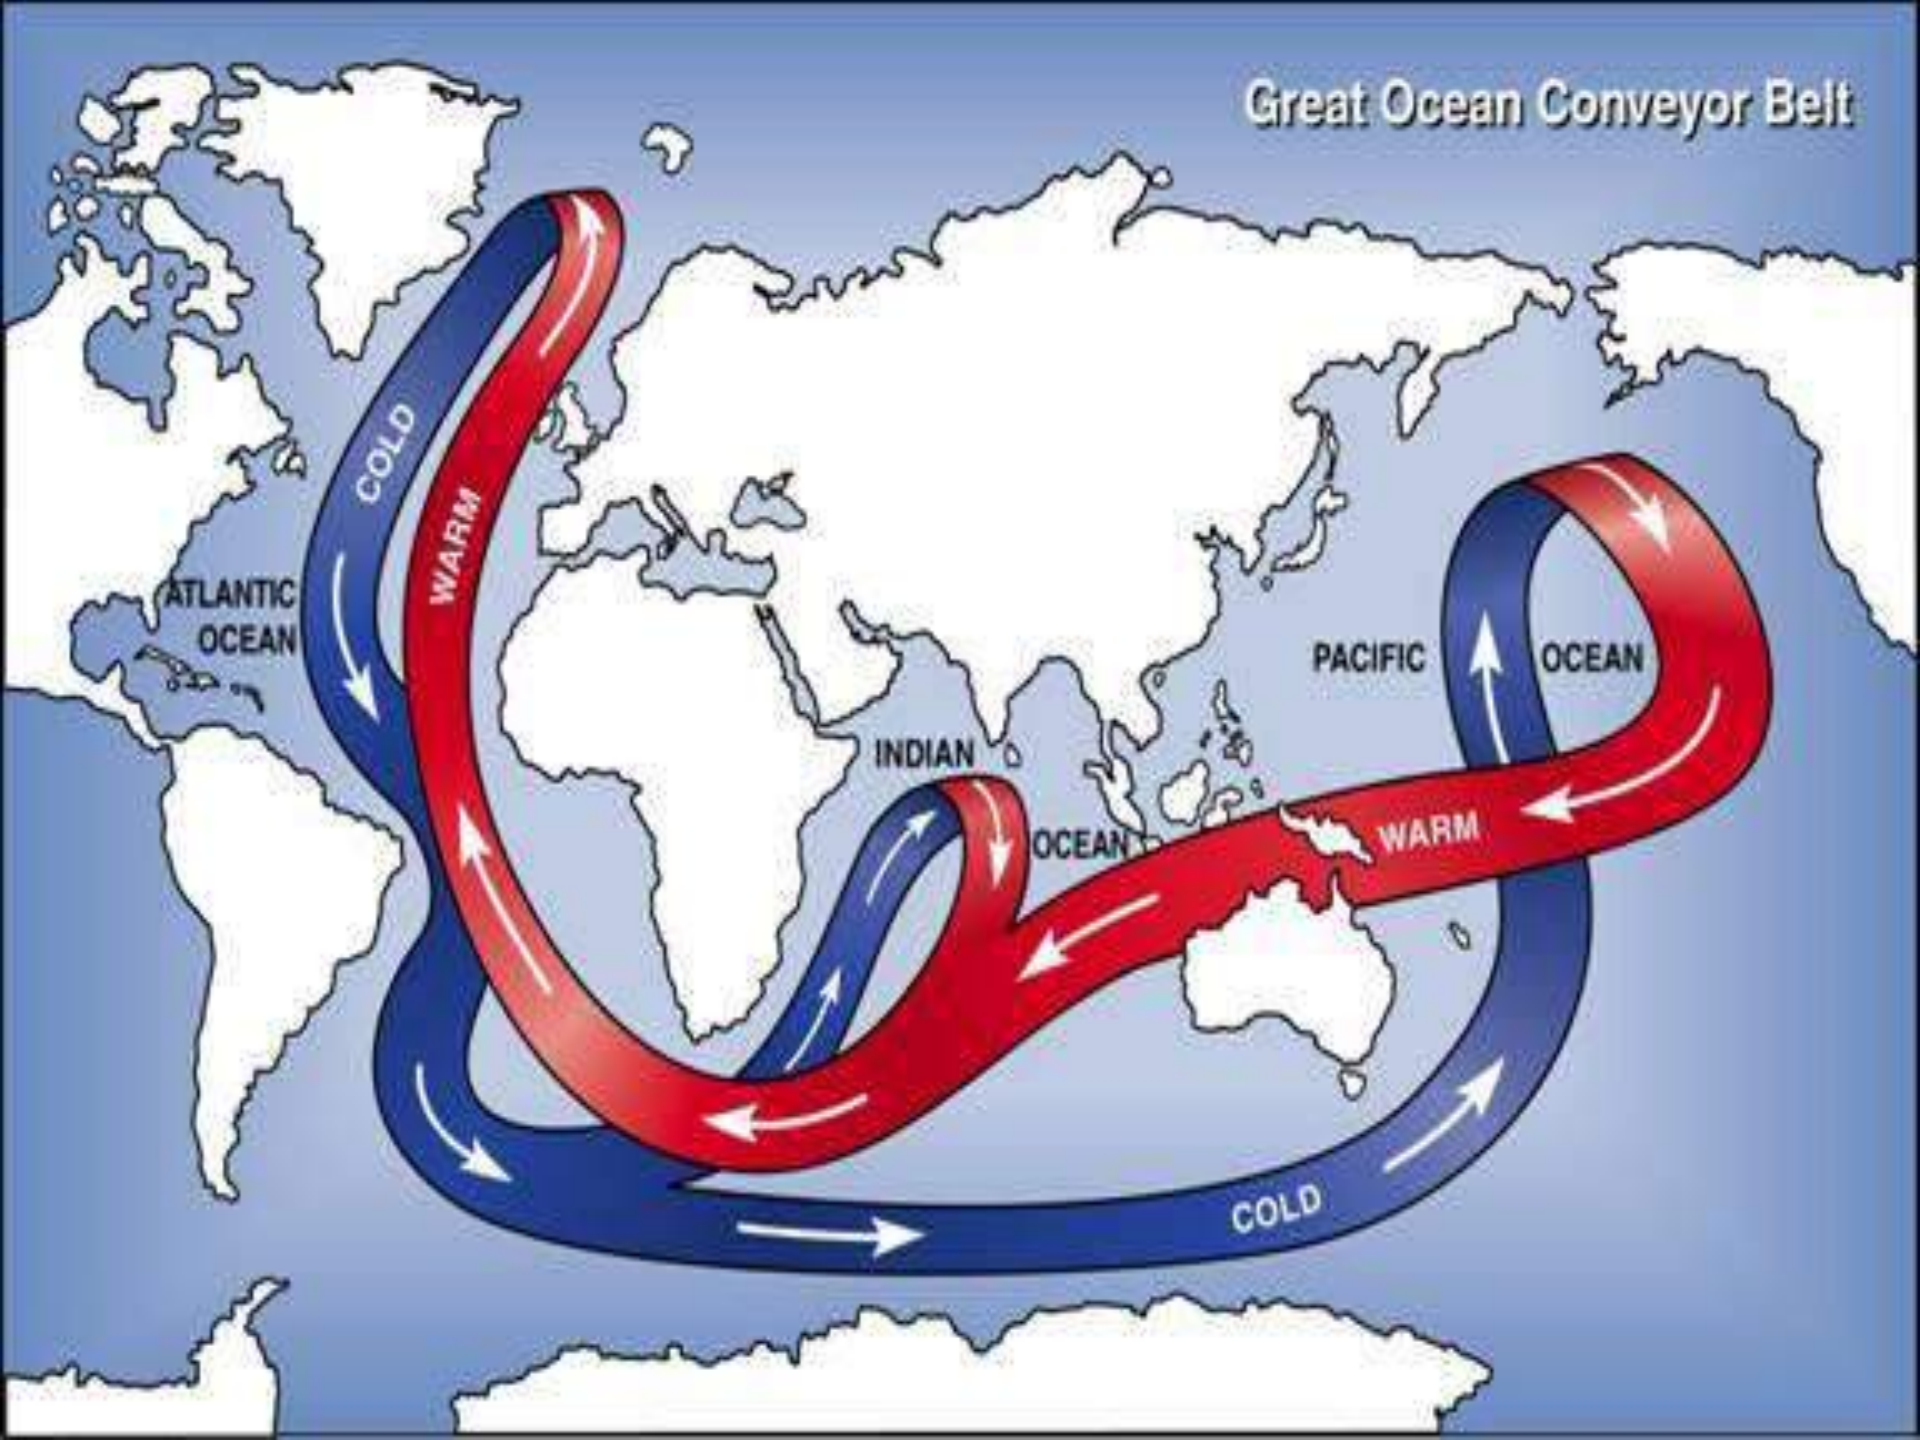 Great Ocean Conveyor Belt
COLD
WARM
ATLANTIC
OCEAN
PACIFIC OCEAN
INDIAN
OCEAN
WARM
COLD